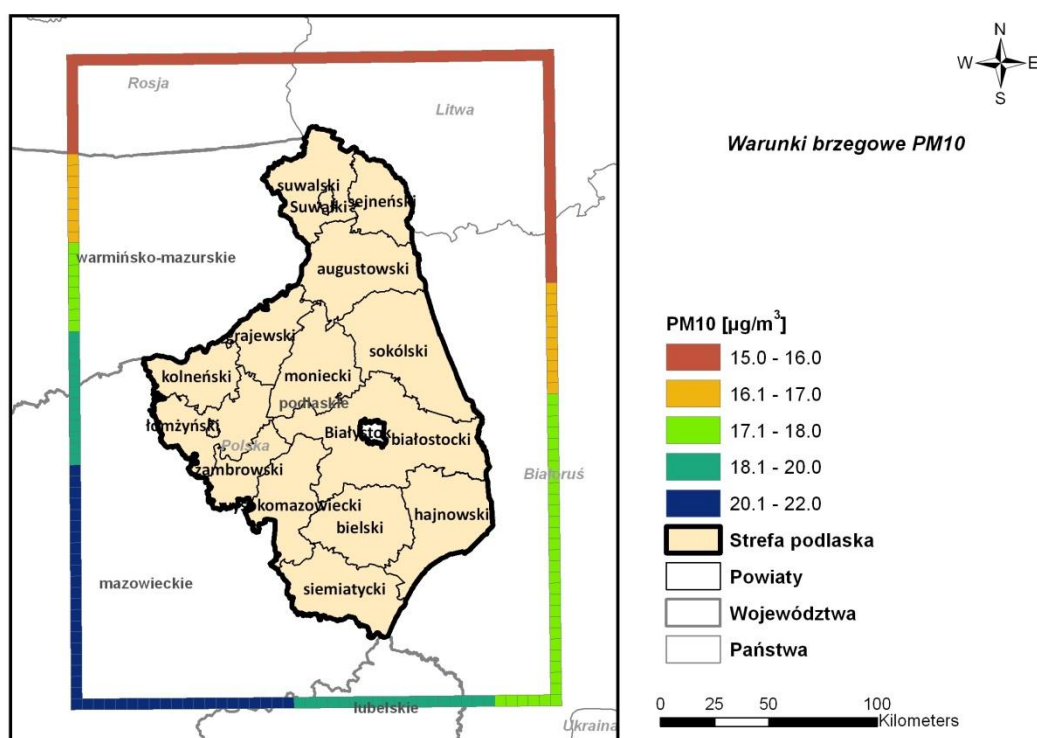 N
W E
S
Rosja
Litwa
Warunki brzegowe PM10
suwalski
Suwałki
sejneński
warmińsko-mazurskie
augustowski
PM10 [µg/m³]
grajewski
sokólski
15.0 - 16.0
kolneński
moniecki
16.1 - 17.0
podlaskie
łomżyński
Białystok
białostocki
17.1 - 18.0
Polska
zambrowski
Białoruś
18.1 - 20.0
wysokomazowiecki
hajnowski
20.1 - 22.0
bielski
Strefa podlaska
mazowieckie
siemiatycki
Powiaty
Województwa
Państwa
lubelskie
Ukraina
0 25 50 100
Kilometers